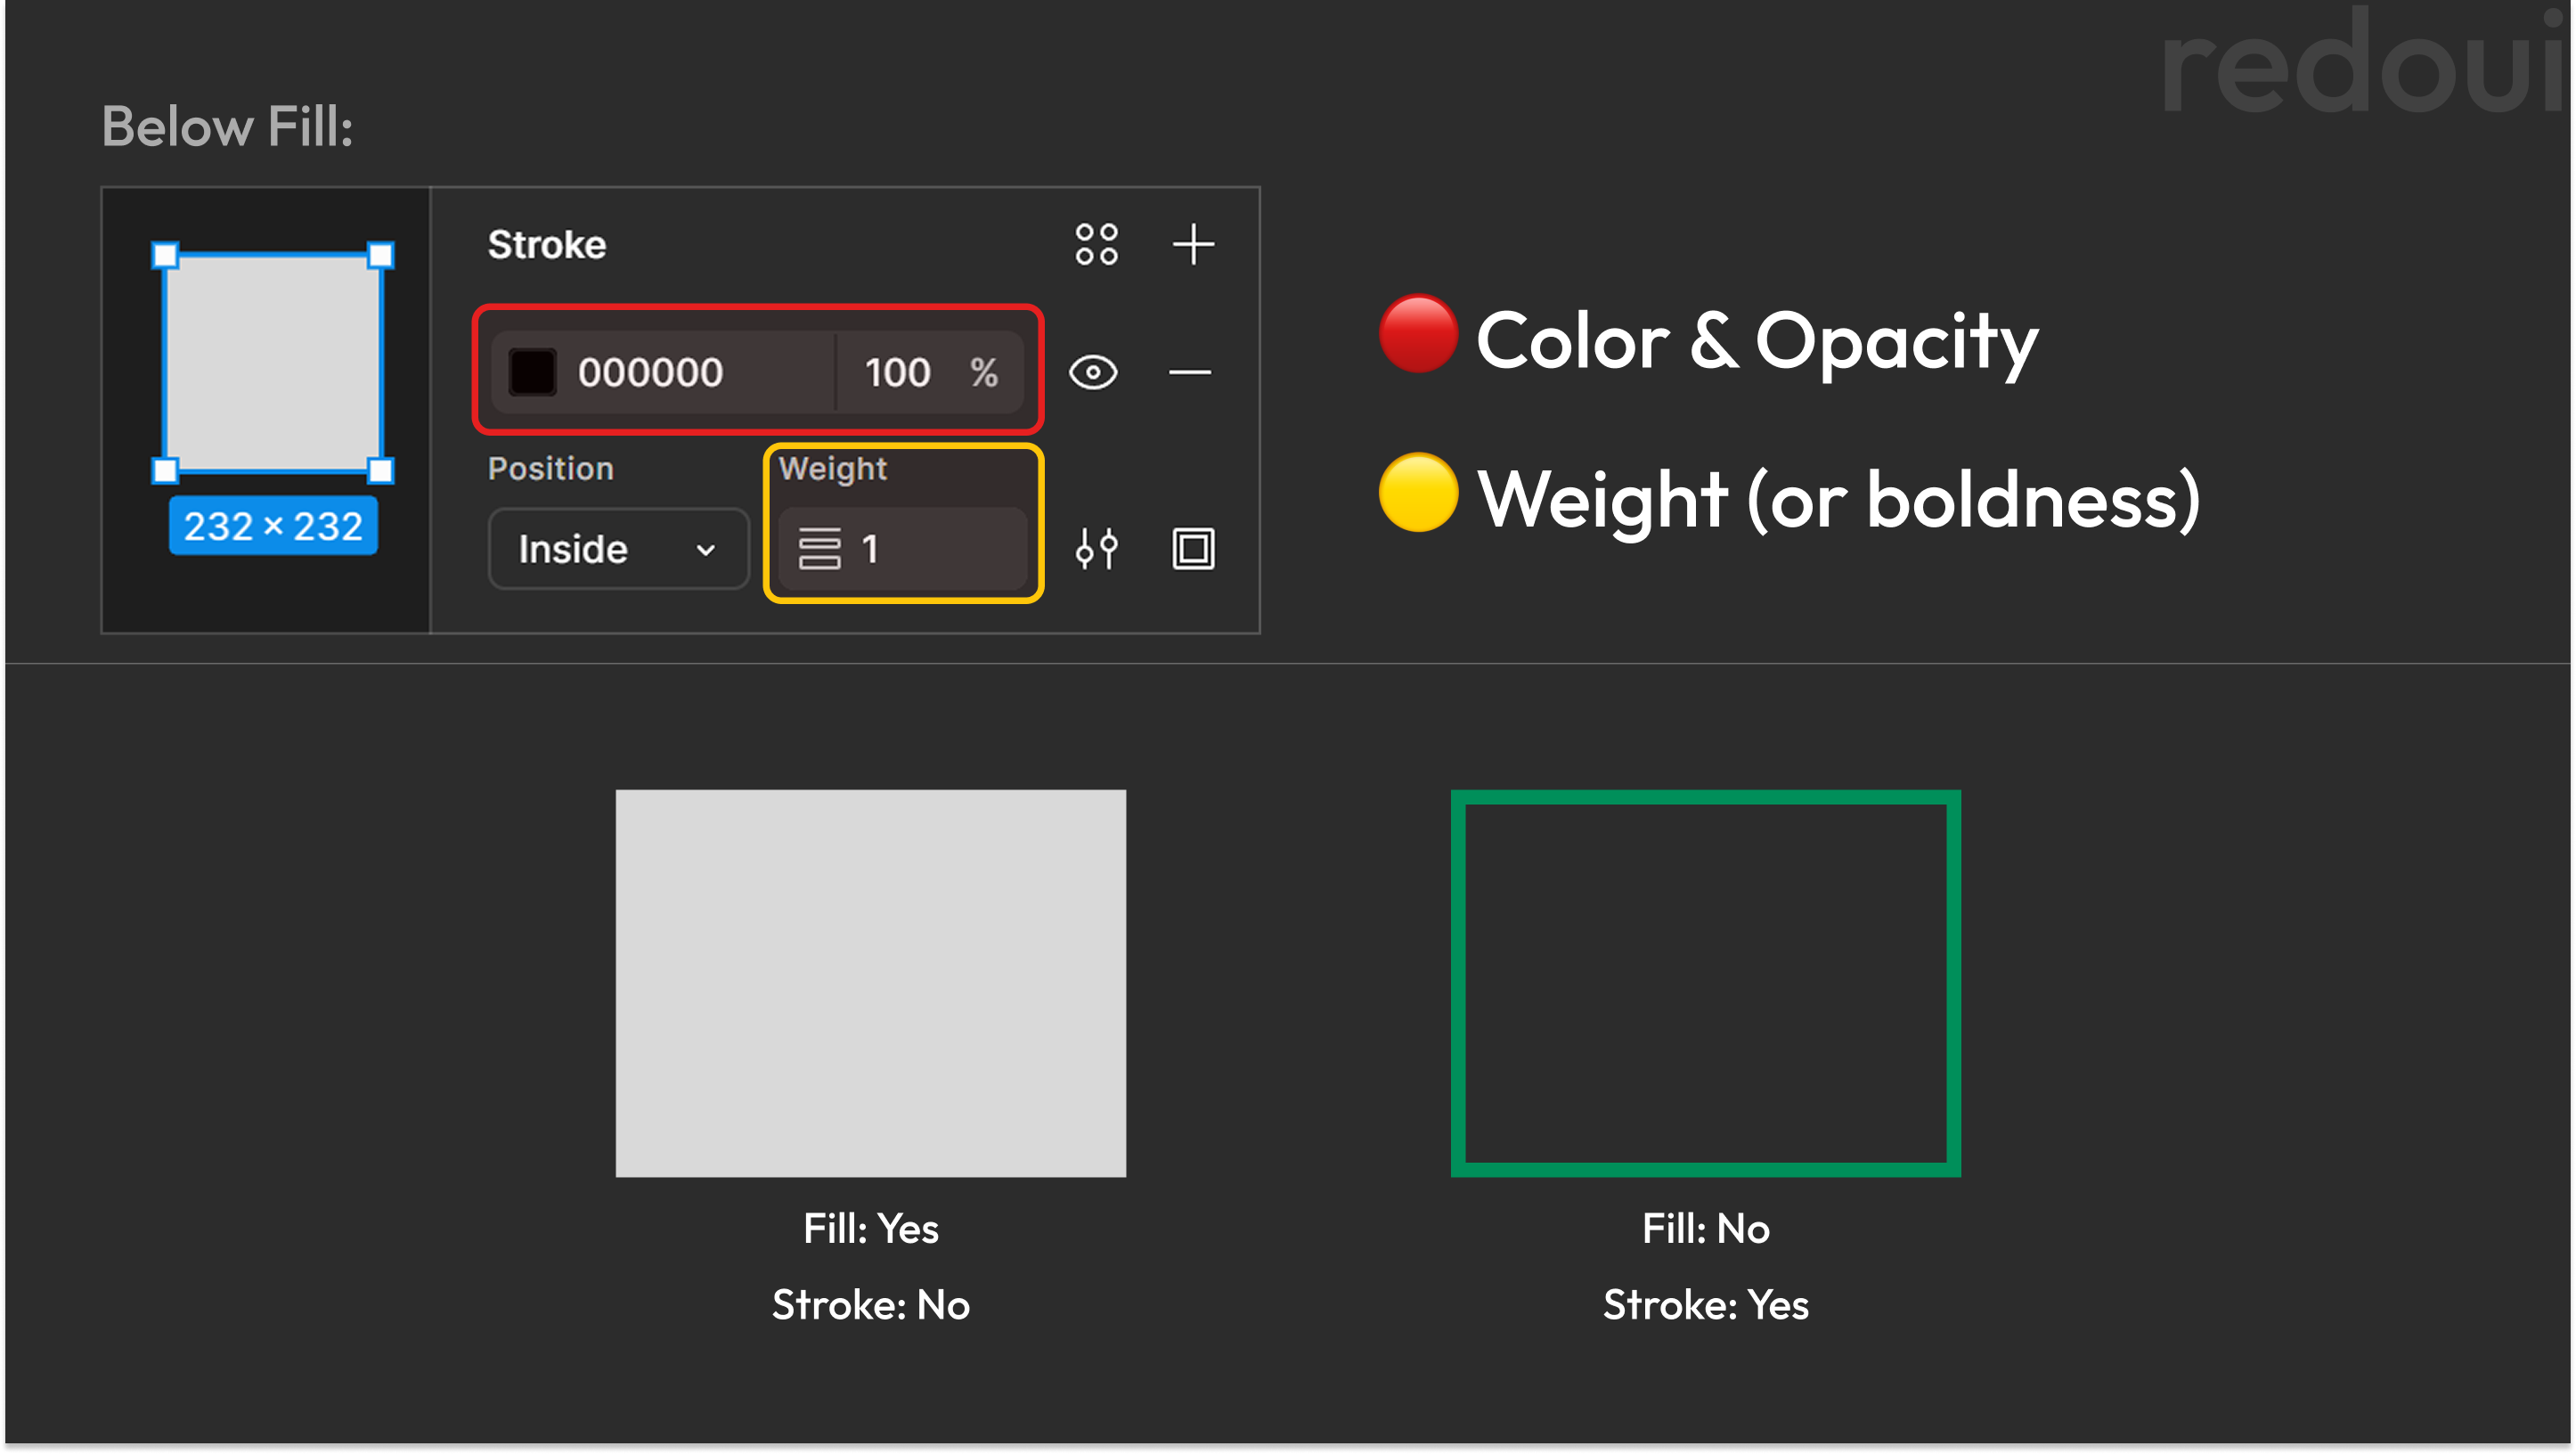 redoui
Below Fill:
Stroke
000000 100 %
Position Weight
Inside 1
232 × 232
Color & Opacity
Weight (or boldness)
Fill: Yes
Stroke: No
Fill: No
Stroke: Yes